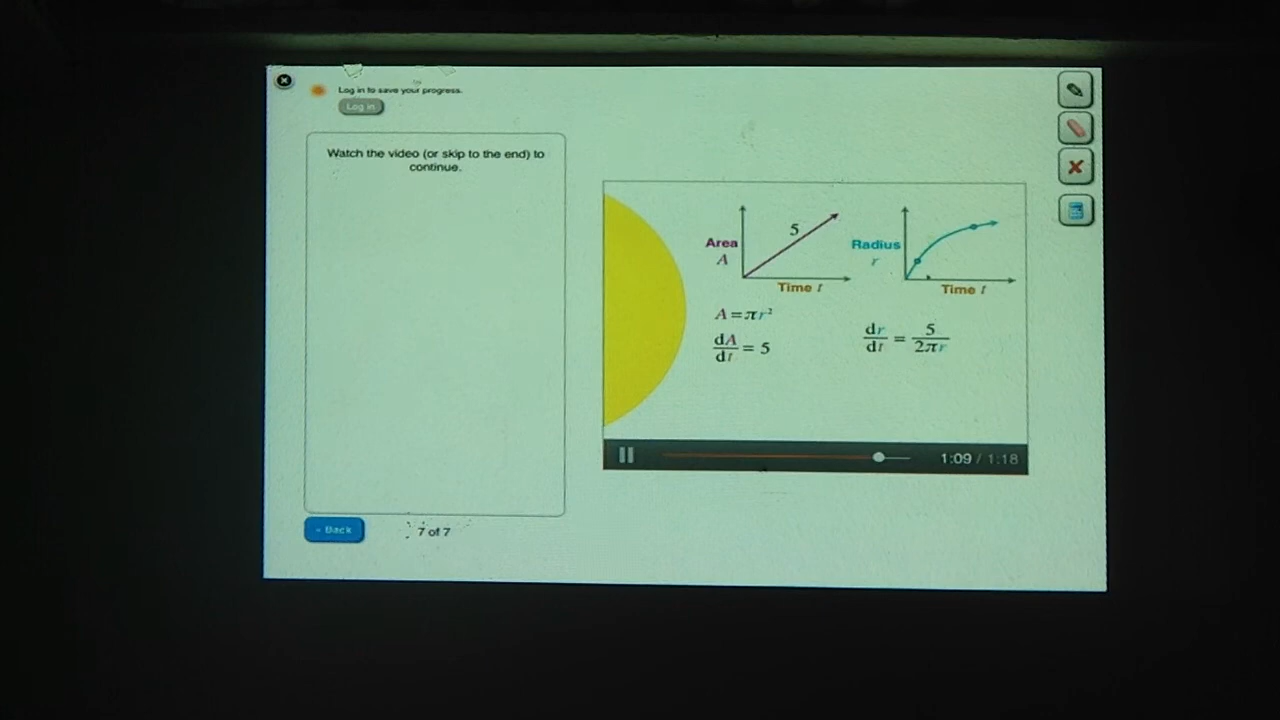 Log in to save your progress.
Log in
Watch the video (or skip to the end) to
continue.
5
Area
A
Time t
Radius
r
Time t
A = πr²
dA/dt = 5
dr/dt = 5/2πr
1:09 / 1:18
- Back
7 of 7